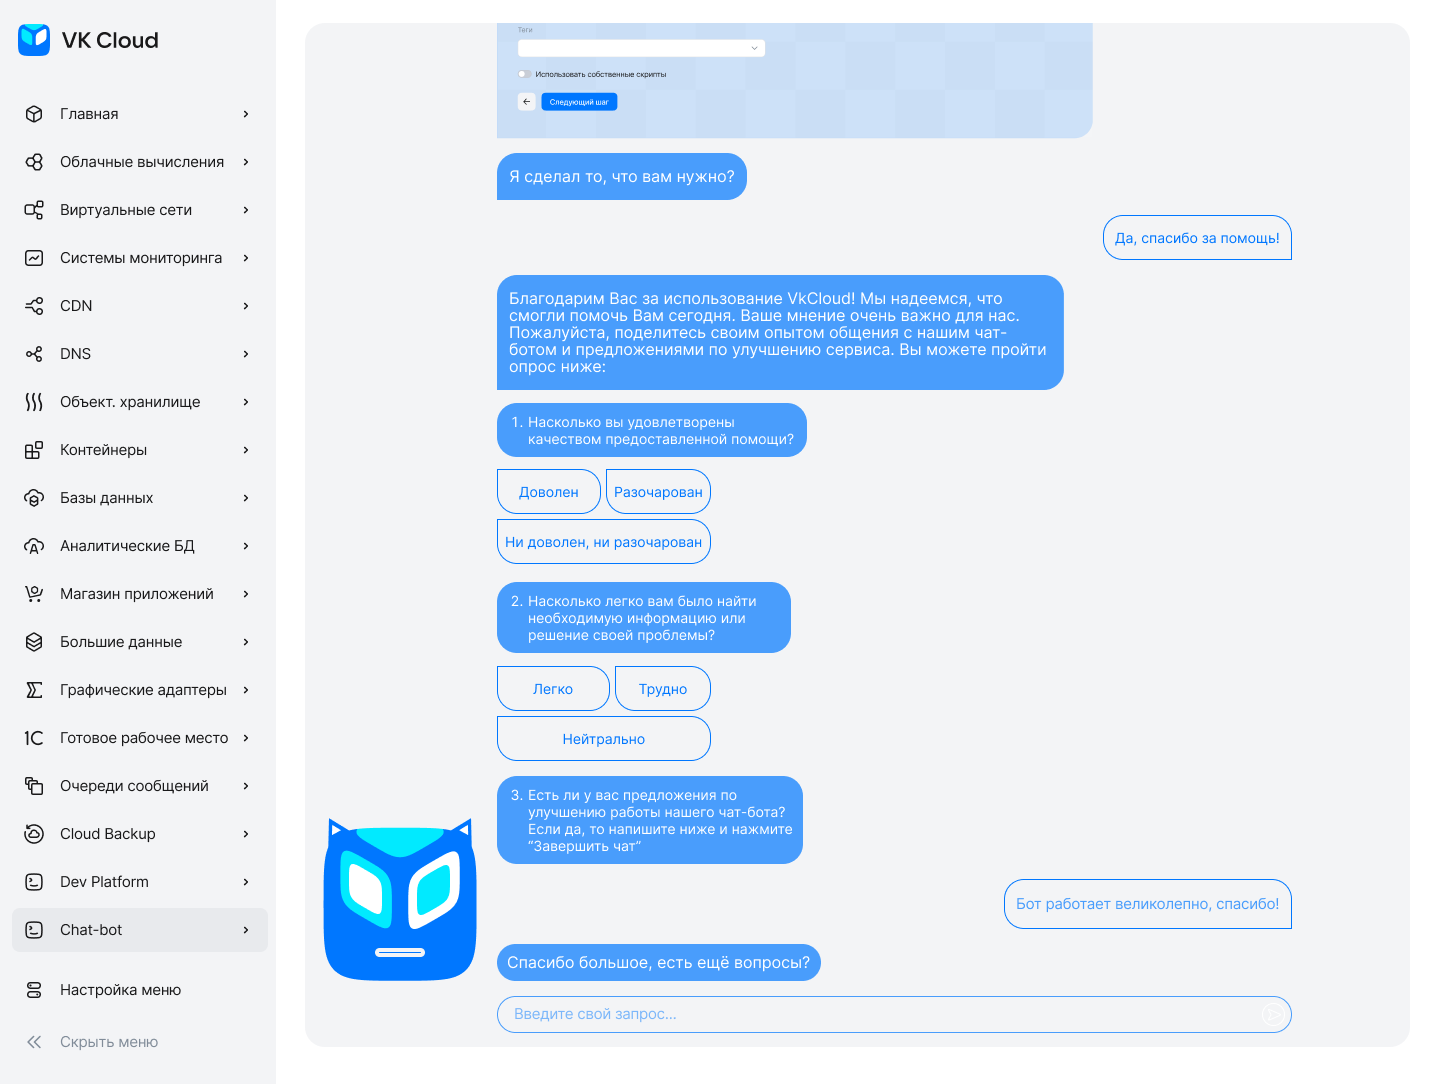 VK Cloud
Главная
Облачные вычисления
Виртуальные сети
Системы мониторинга
CDN
DNS
Объект. хранилище
Контейнеры
Базы данных
Аналитические БД
Магазин приложений
Большие данные
Графические адаптеры
Готовое рабочее место
Очереди сообщений
Cloud Backup
Dev Platform
Chat-bot
Настройка меню
Скрыть меню
Теги
Использовать собственные скрипты
Следующий шаг
Я сделал то, что вам нужно?
Да, спасибо за помощь!
Благодарим Вас за использование VkCloud! Мы надеемся, что
смогли помочь Вам сегодня. Ваше мнение очень важно для нас.
Пожалуйста, поделитесь своим опытом общения с нашим чат-
ботом и предложениями по улучшению сервиса. Вы можете пройти
опрос ниже:
1. Насколько вы удовлетворены
качеством предоставленной помощи?
Доволен
Разочарован
Ни доволен, ни разочарован
2. Насколько легко вам было найти
необходимую информацию или
решение своей проблемы?
Легко
Трудно
Нейтрально
3. Есть ли у вас предложения по
улучшению работы нашего чат-бота?
Если да, то напишите ниже и нажмите
”Завершить чат”
Бот работает великолепно, спасибо!
Спасибо большое, есть ещё вопросы?
Введите свой запрос...